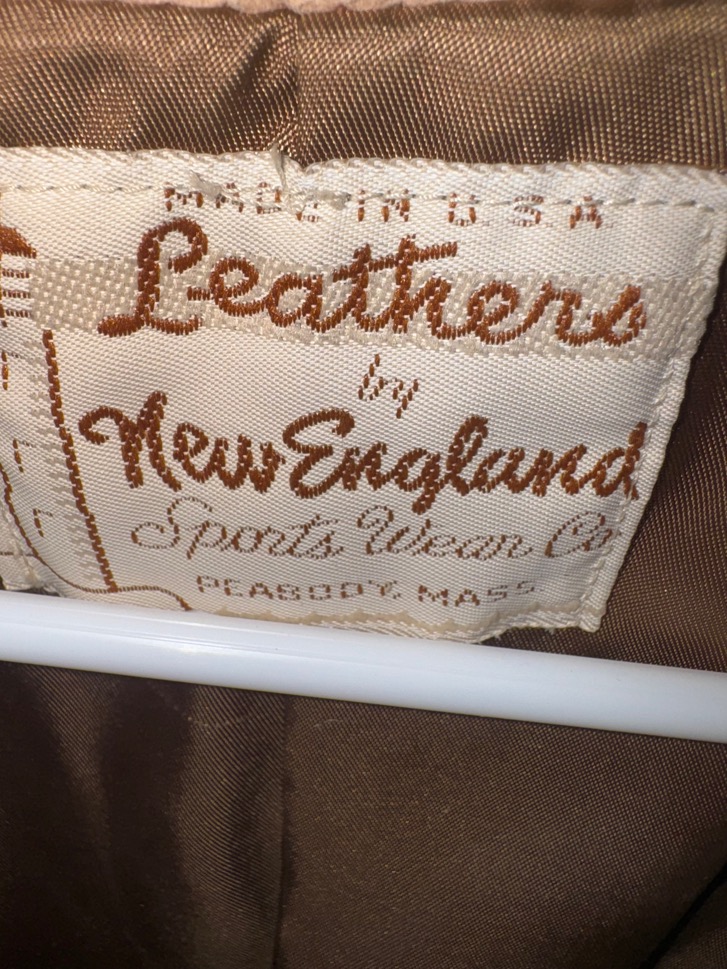 MADE IN U.S.A.
Leathers
by
New England
Sports Wear Co
PEABODY, MASS.